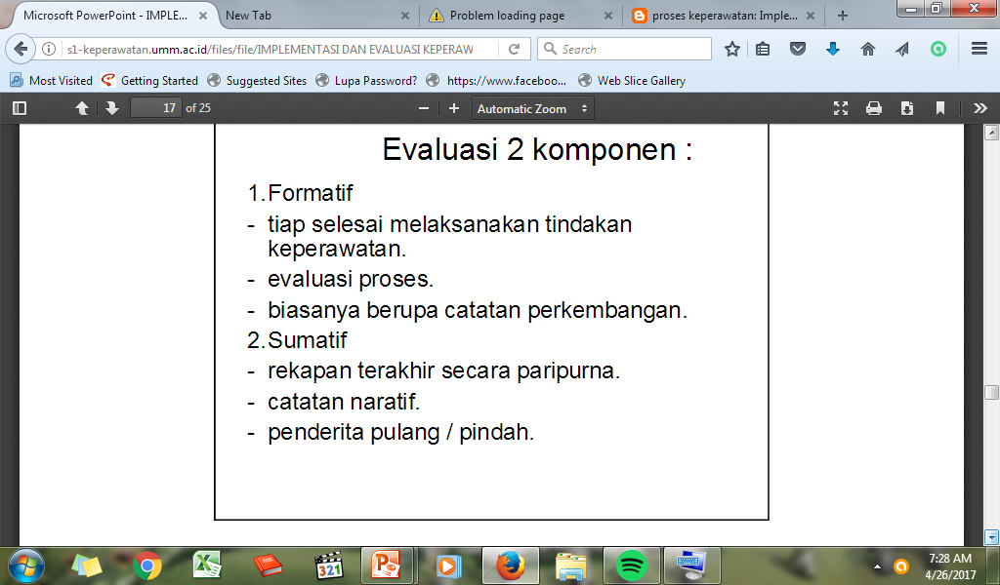 Microsoft PowerPoint - IMPLE...
New Tab
Problem loading page
proses keperawatan: Imple...
s1-keperawatan.umm.ac.id/files/file/IMPLEMENTASI DAN EVALUASI KEPERAW
Search
Most Visited
Getting Started
Suggested Sites
Lupa Password?
https://www.faceboo...
Web Slice Gallery
17 of 25
Automatic Zoom
Evaluasi 2 komponen :
1.Formatif
- tiap selesai melaksanakan tindakan
keperawatan.
- evaluasi proses.
- biasanya berupa catatan perkembangan.
2.Sumatif
- rekapan terakhir secara paripurna.
- catatan naratif.
- penderita pulang / pindah.
321
7:28 AM
4/26/2017